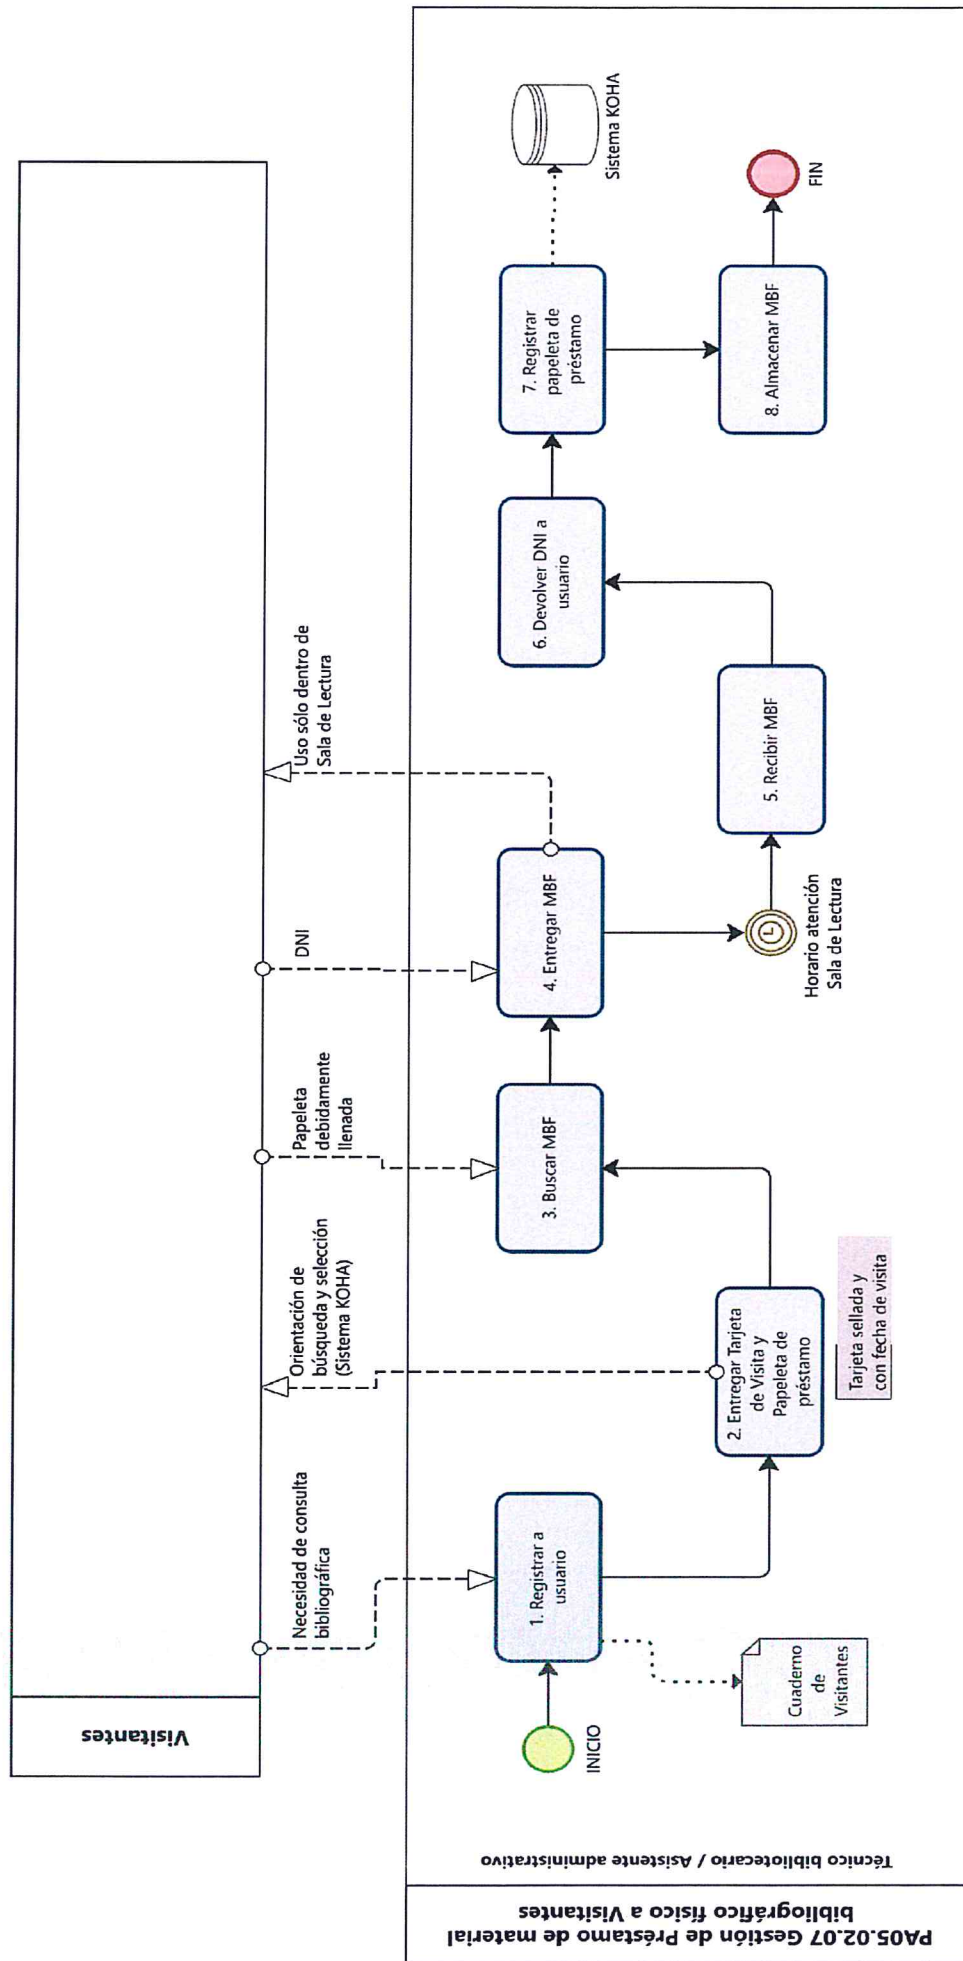 Visitantes
Necesidad de consulta
bibliográfica
Orientación de
búsqueda y selección
(Sistema KOHA)
Papeleta
debidamente
llenada
DNI
Uso sólo dentro de
Sala de Lectura
PA05.02.07 Gestión de Préstamo de material
bibliográfico físico a Visitantes
Técnico bibliotecario / Asistente administrativo
INICIO
1. Registrar a
usuario
Cuaderno
de
Visitantes
2. Entregar Tarjeta
de Visita y
Papeleta de
préstamo
Tarjeta sellada y
con fecha de visita
3. Buscar MBF
4. Entregar MBF
Horario atención
Sala de Lectura
5. Recibir MBF
6. Devolver DNI a
usuario
7. Registrar
papeleta de
préstamo
Sistema KOHA
8. Almacenar MBF
FIN